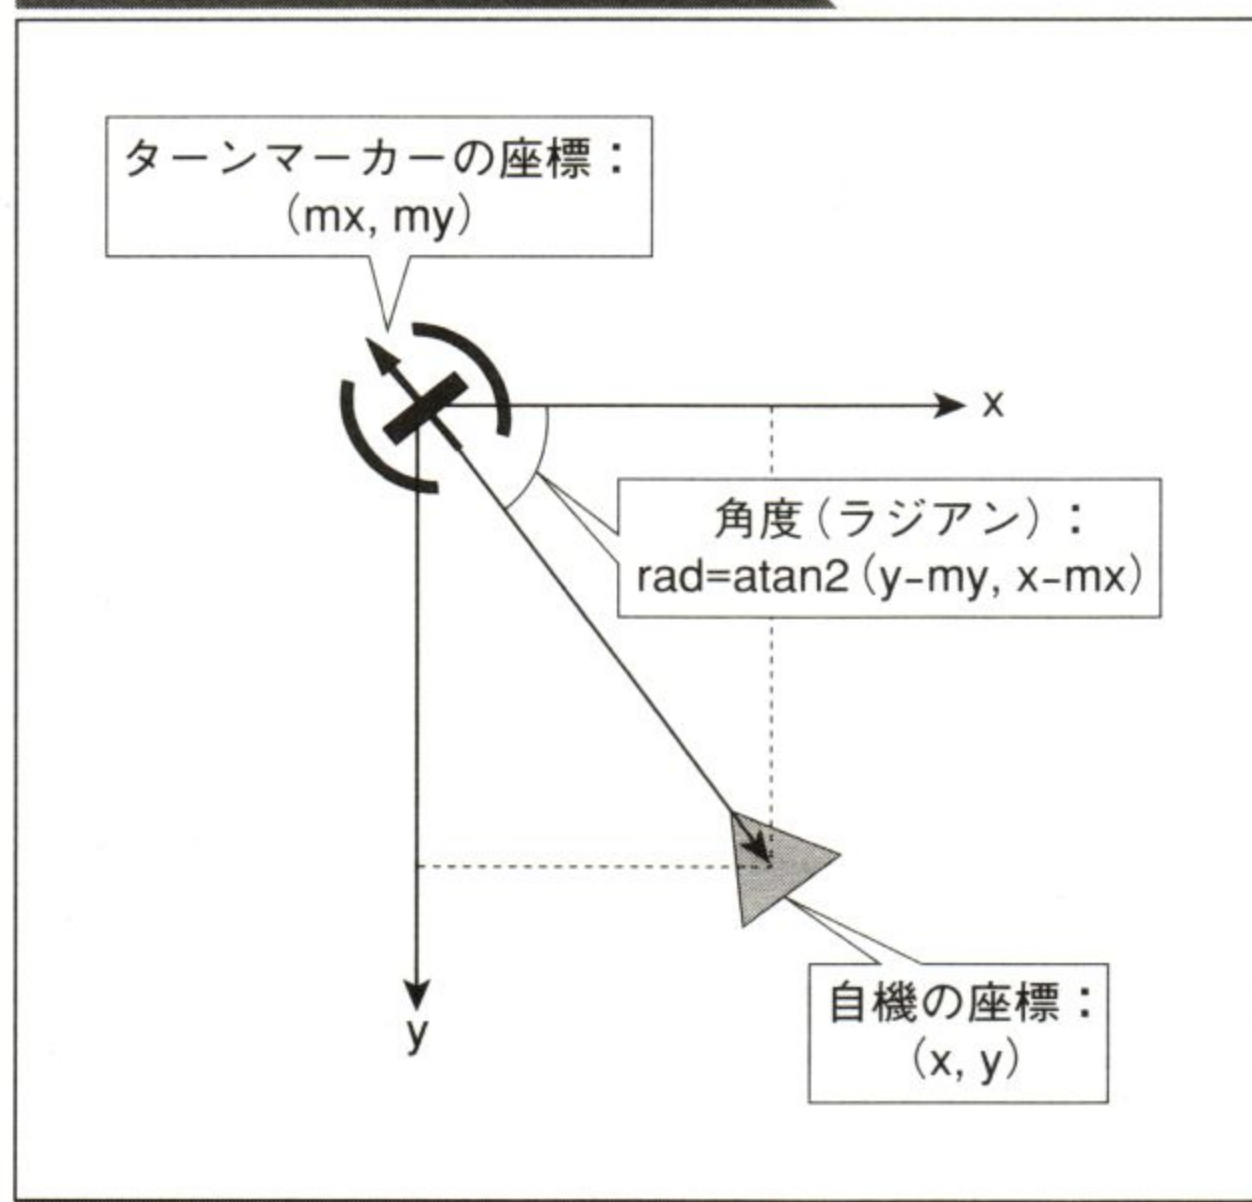 ターンマーカーの座標：
(mx, my)
x
角度(ラジアン)：
rad=atan2(y-my, x-mx)
y
自機の座標：
(x, y)